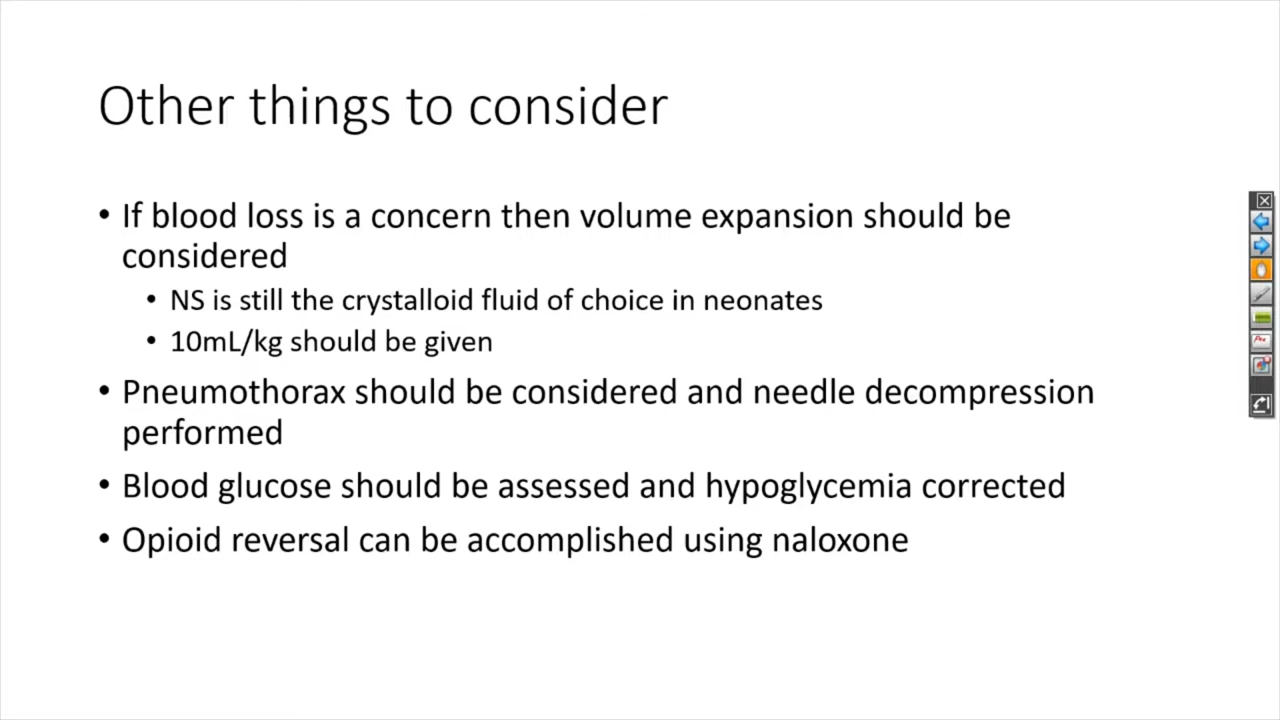 Other things to consider
• If blood loss is a concern then volume expansion should be
considered
• NS is still the crystalloid fluid of choice in neonates
• 10mL/kg should be given
• Pneumothorax should be considered and needle decompression
performed
• Blood glucose should be assessed and hypoglycemia corrected
• Opioid reversal can be accomplished using naloxone